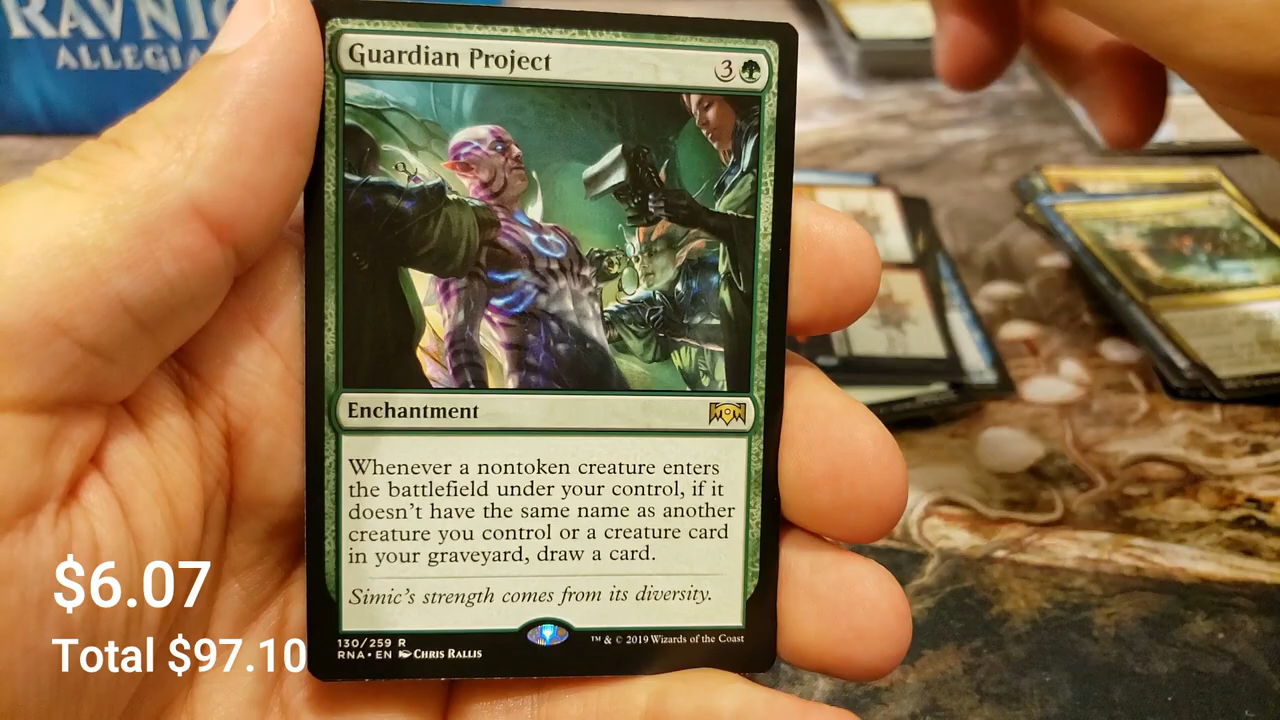 RAVNI
ALLEGIA
Guardian Project
3
Enchantment
Whenever a nontoken creature enters
the battlefield under your control, if it
doesn't have the same name as another
creature you control or a creature card
in your graveyard, draw a card.
Simic's strength comes from its diversity.
130/259 R
™ & © 2019 Wizards of the Coast
RNA • EN Chris Rallis
$6.07
Total $97.10